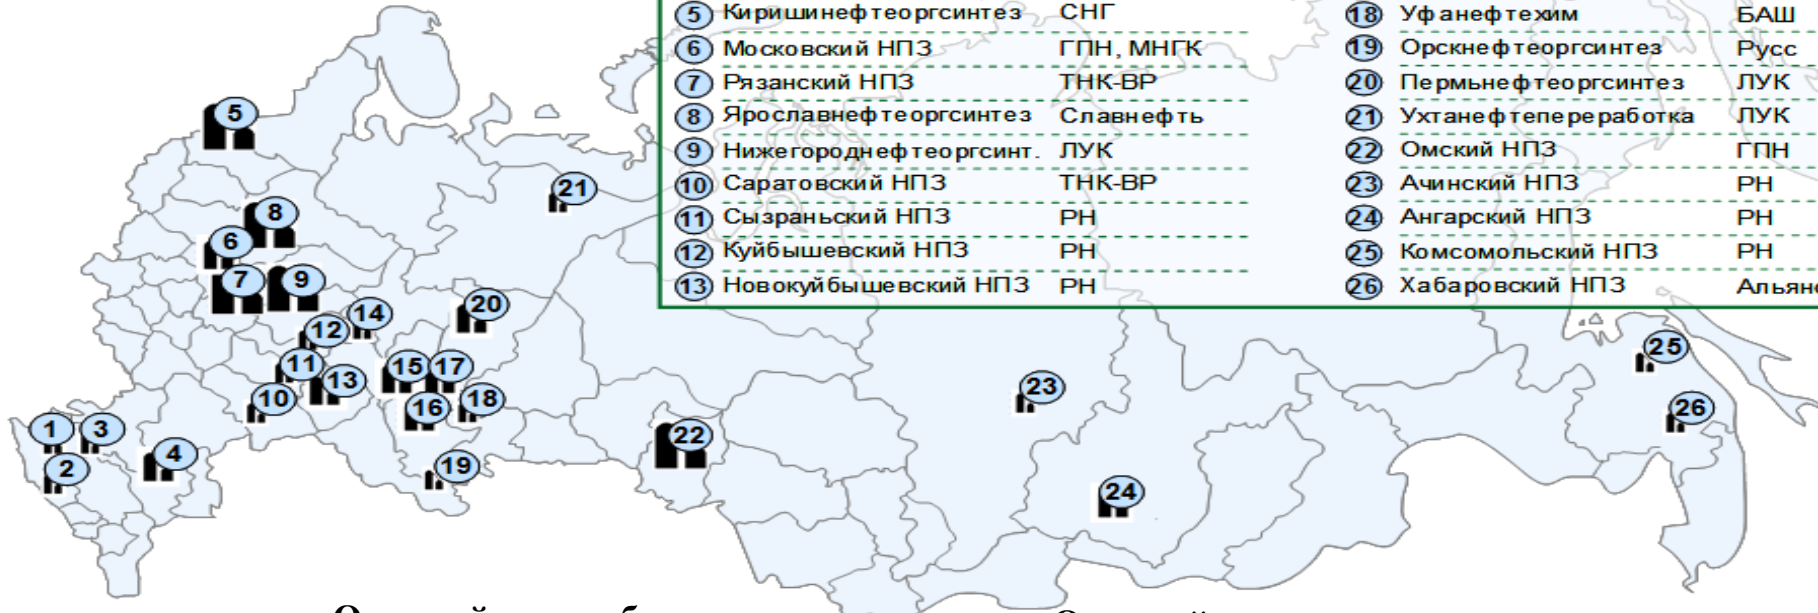 5 Киришинефтеоргсинтез СНГ
6 Московский НПЗ ГПН, МНГК
7 Рязанский НПЗ ТНК-ВР
8 Ярославнефтеоргсинтез Славнефть
9 Нижегороднефтеоргсинт. ЛУК
10 Саратовский НПЗ ТНК-ВР
11 Сызраньский НПЗ РН
12 Куйбышевский НПЗ РН
13 Новокуйбышевский НПЗ РН
18 Уфанефтехим БАШ
19 Орскнефтеоргсинтез Русс
20 Пермьнефтеоргсинтез ЛУК
21 Ухтанефтепереработка ЛУК
22 Омский НПЗ ГПН
23 Ачинский НПЗ РН
24 Ангарский НПЗ РН
25 Комсомольский НПЗ РН
26 Хабаровский НПЗ Альян
5
21
8
6
7
9
20
14
12
25
11
15
17
13
23
10
16
18
26
1
3
22
4
2
19
24